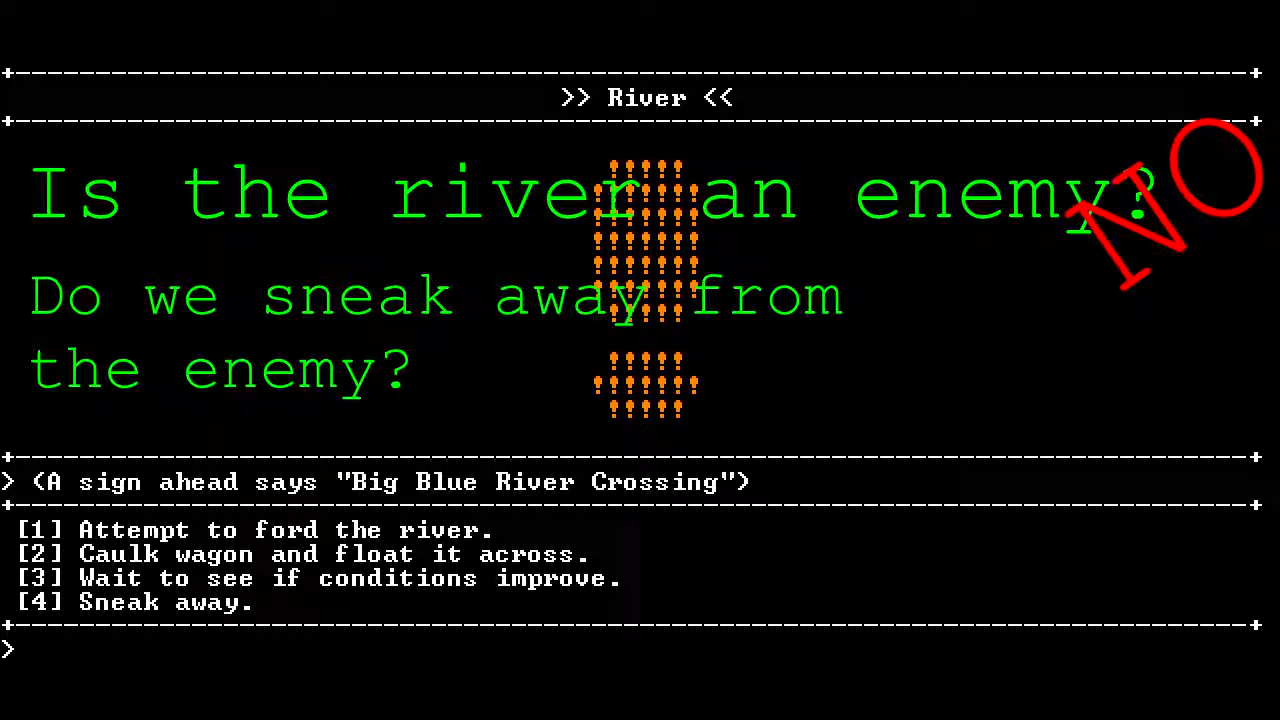 >> River <<
Is the river an enemy?
NO
Do we sneak away from
the enemy?
> (A sign ahead says "Big Blue River Crossing")
[1] Attempt to ford the river.
[2] Caulk wagon and float it across.
[3] Wait to see if conditions improve.
[4] Sneak away.
>